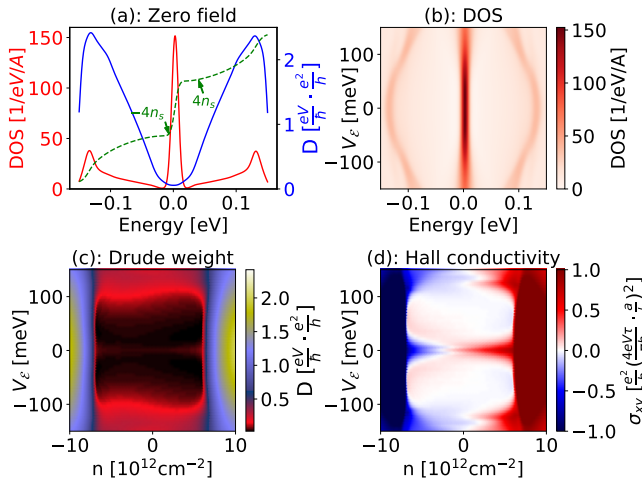 (a): Zero field
DOS [1/eV/A]
150
100
50
0
−4n_s
4n_s
2
1
0
D [eV/ħ · e²/ħ]
−0.1
0.0
0.1
Energy [eV]
(b): DOS
V_ℰ [meV]
100
0
−100
−0.1
0.0
0.1
Energy [eV]
150
100
50
0
DOS [1/eV/A]
(c): Drude weight
V_ℰ [meV]
100
0
−100
−10
0
10
n [10¹²cm⁻²]
2.0
1.5
1.0
0.5
D [eV/ħ · e²/ħ]
(d): Hall conductivity
V_ℰ [meV]
100
0
−100
−10
0
10
n [10¹²cm⁻²]
1.0
0.5
0.0
−0.5
−1.0